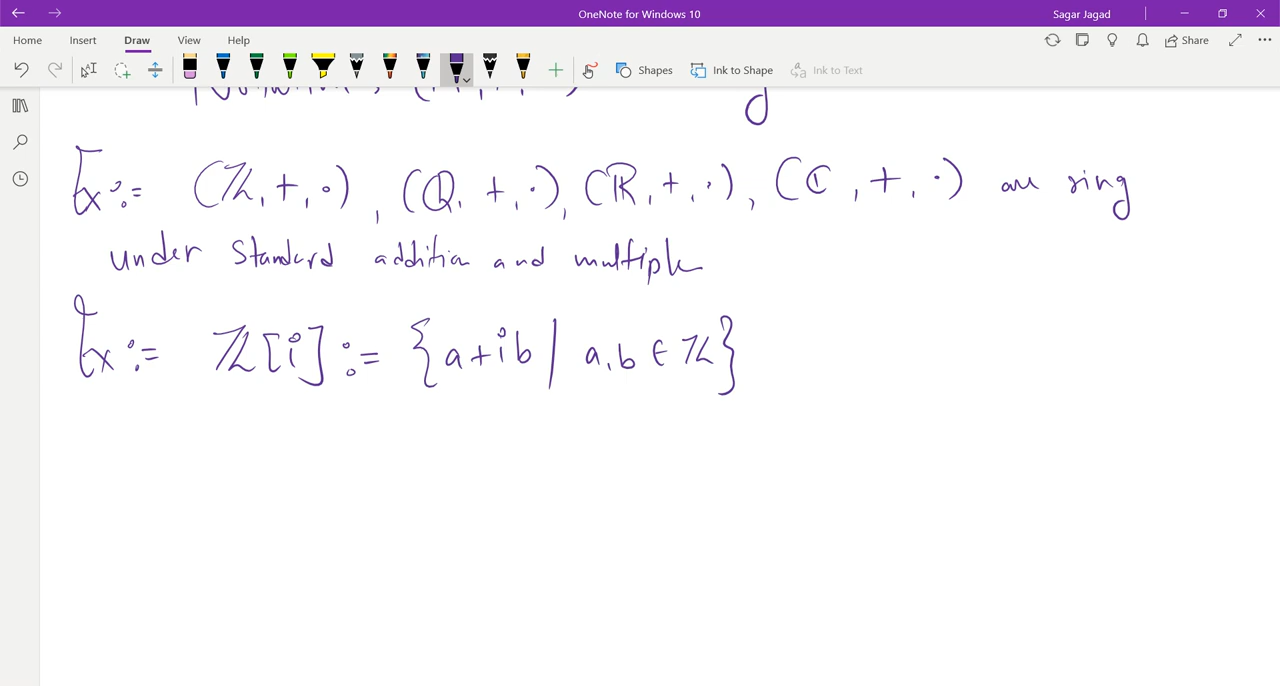 OneNote for Windows 10
Sagar Jagad
Home Insert Draw View Help
Share
Shapes Ink to Shape Ink to Text
Ex:= (ℤ,+,·), (ℚ,+,·), (ℝ,+,·), (ℂ,+,·) are ring
under standard addition and multiple
Ex:= ℤ[i] := {a+ib | a,b ∈ ℤ}